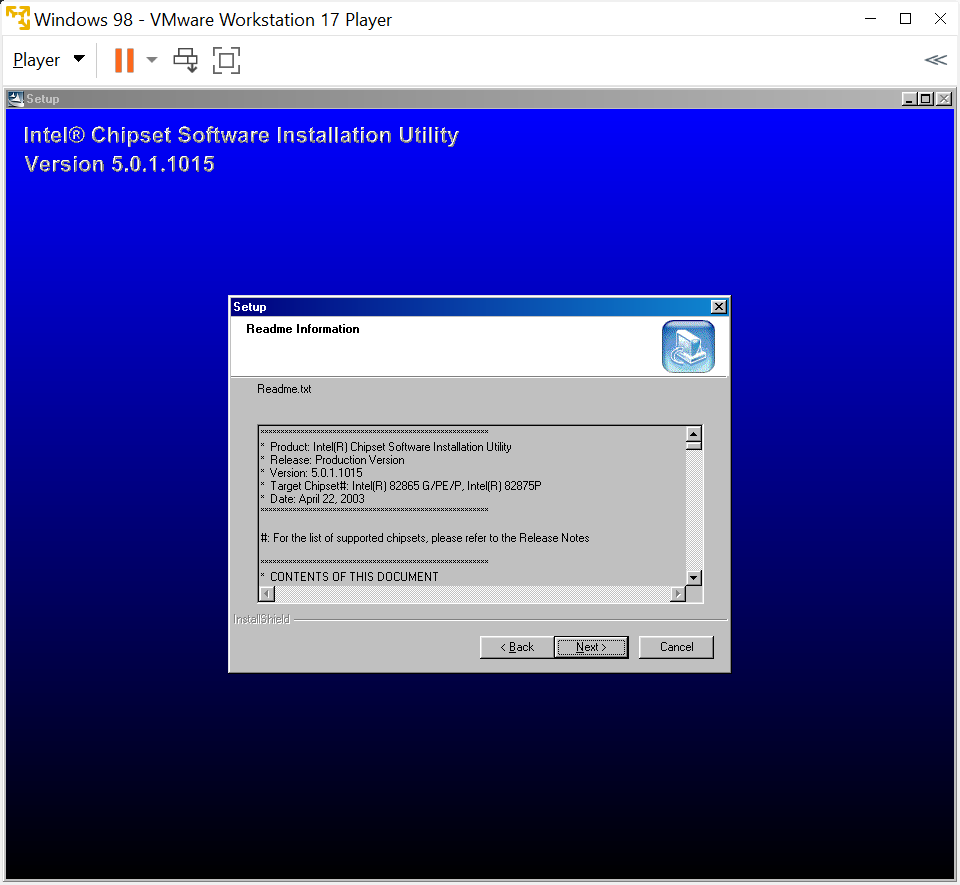 Windows 98 - VMware Workstation 17 Player
Player
Setup
Intel® Chipset Software Installation Utility
Version 5.0.1.1015
Setup
Readme Information
Readme.txt
*********************************************************
* Product: Intel(R) Chipset Software Installation Utility
* Release: Production Version
* Version: 5.0.1.1015
* Target Chipset#: Intel(R) 82865 G/PE/P, Intel(R) 82875P
* Date: April 22, 2003
*********************************************************
#: For the list of supported chipsets, please refer to the Release Notes
*********************************************************
* CONTENTS OF THIS DOCUMENT
InstallShield
< Back
Next >
Cancel